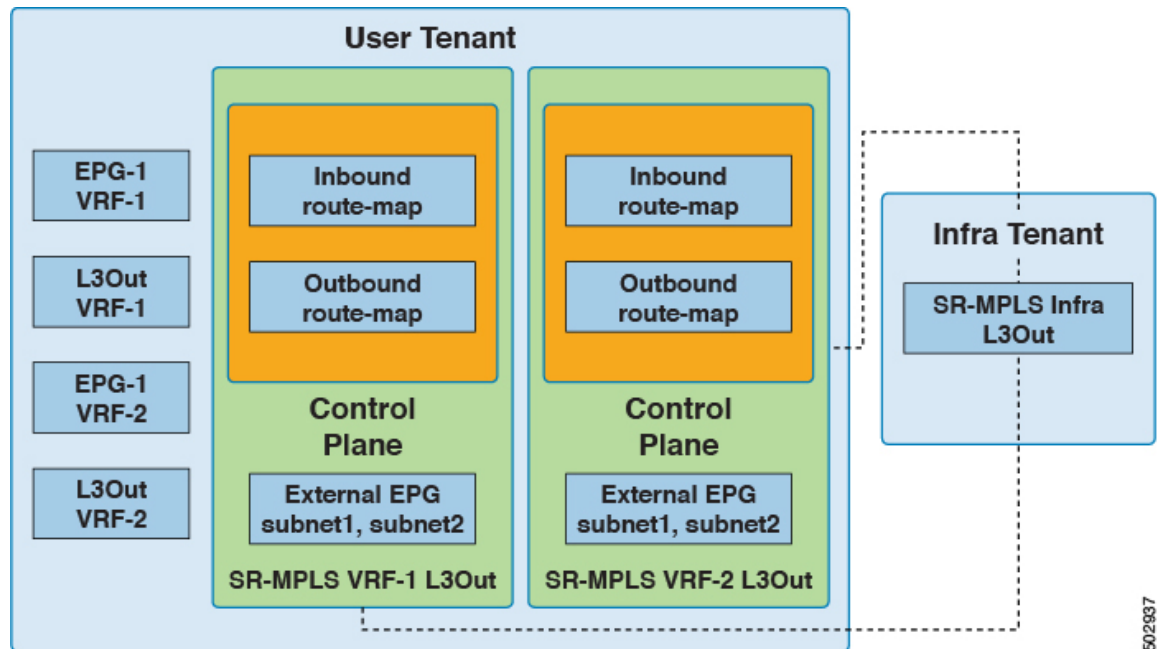 User Tenant
EPG-1
VRF-1
L3Out
VRF-1
EPG-1
VRF-2
L3Out
VRF-2
Inbound
route-map
Outbound
route-map
Control
Plane
External EPG
subnet1, subnet2
SR-MPLS VRF-1 L3Out
Inbound
route-map
Outbound
route-map
Control
Plane
External EPG
subnet1, subnet2
SR-MPLS VRF-2 L3Out
Infra Tenant
SR-MPLS Infra
L3Out
502937